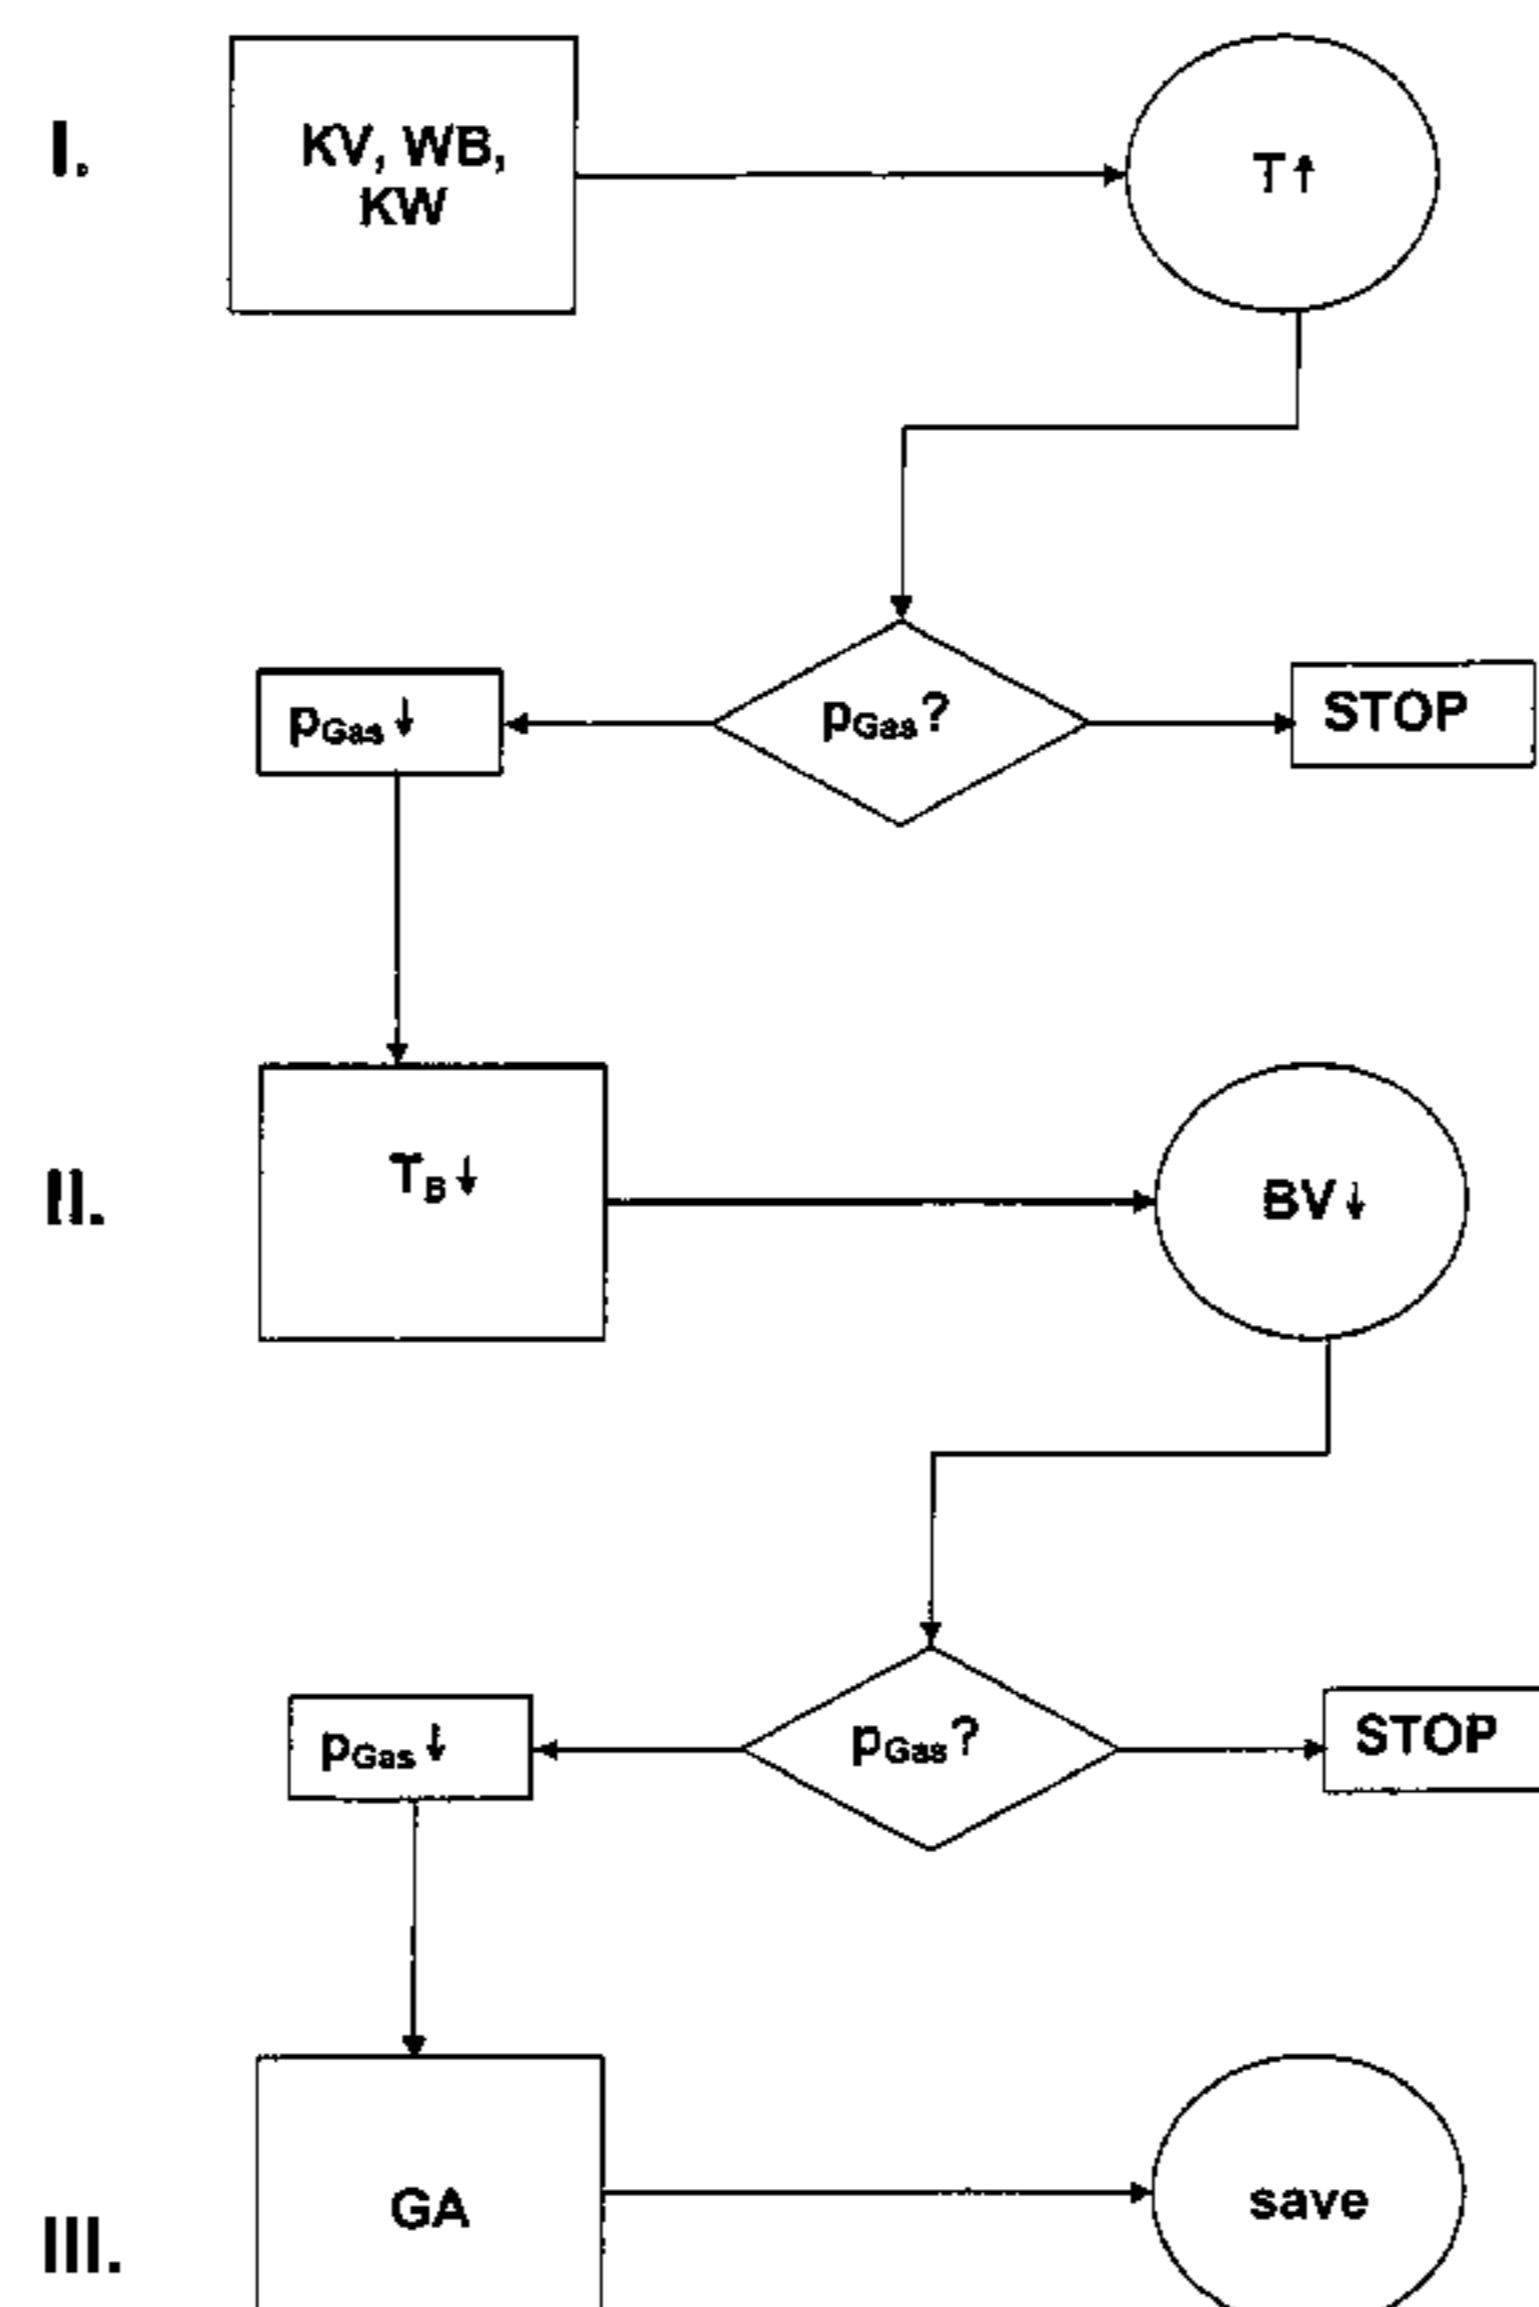 I.
KV, WB,
KW
T↑
pGas↓
pGas?
STOP
II.
TB↓
BV↓
pGas↓
pGas?
STOP
III.
GA
save